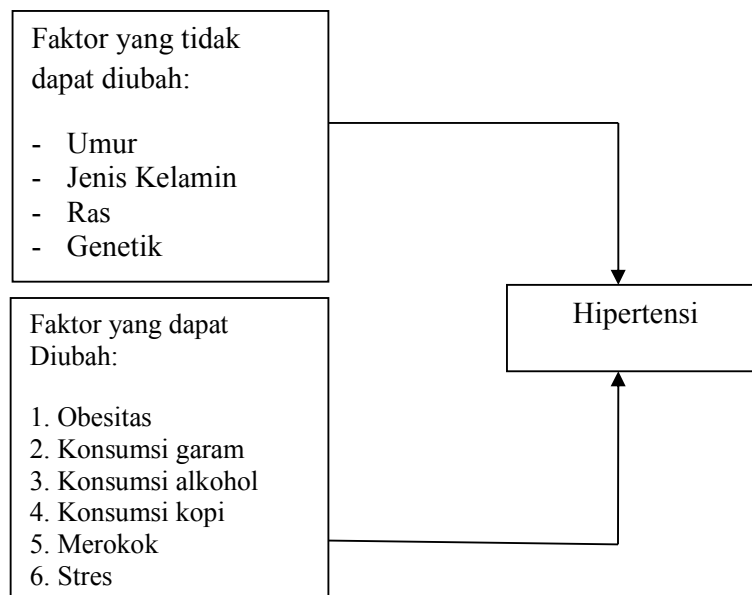 Faktor yang tidak
dapat diubah:
- Umur
- Jenis Kelamin
- Ras
- Genetik
Faktor yang dapat
Diubah:
1. Obesitas
2. Konsumsi garam
3. Konsumsi alkohol
4. Konsumsi kopi
5. Merokok
6. Stres
Hipertensi